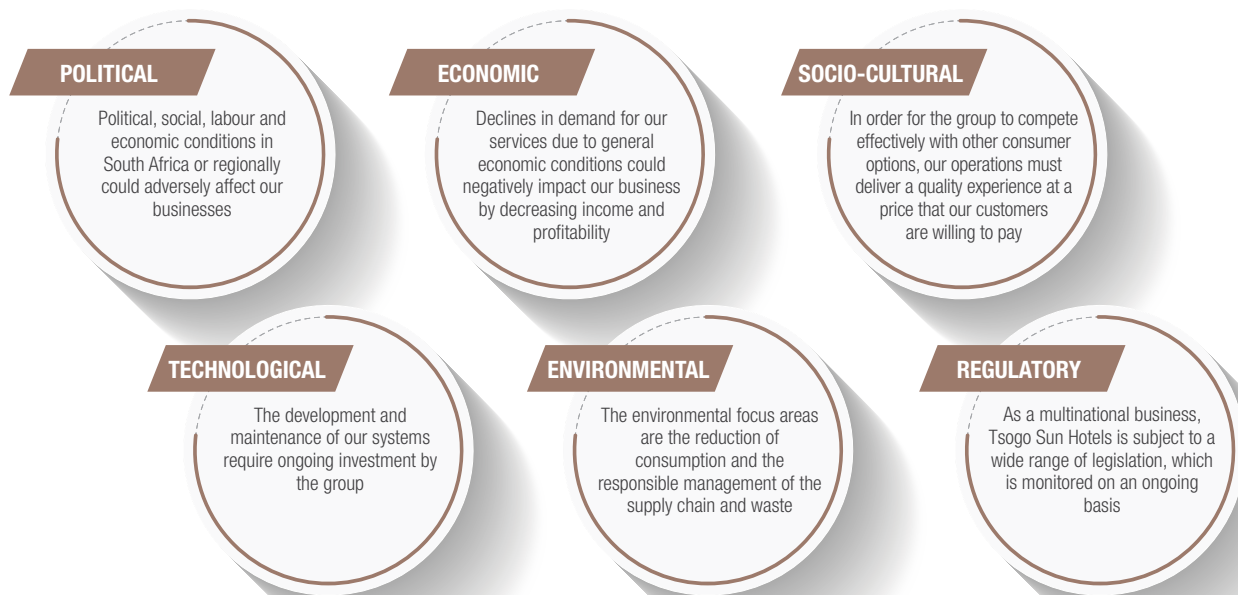 POLITICAL
Political, social, labour and
economic conditions in
South Africa or regionally
could adversely affect our
businesses
ECONOMIC
Declines in demand for our
services due to general
economic conditions could
negatively impact our business
by decreasing income and
profitability
SOCIO-CULTURAL
In order for the group to compete
effectively with other consumer
options, our operations must
deliver a quality experience at a
price that our customers
are willing to pay
TECHNOLOGICAL
The development and
maintenance of our systems
require ongoing investment by
the group
ENVIRONMENTAL
The environmental focus areas
are the reduction of
consumption and the
responsible management of the
supply chain and waste
REGULATORY
As a multinational business,
Tsogo Sun Hotels is subject to a
wide range of legislation, which
is monitored on an ongoing
basis